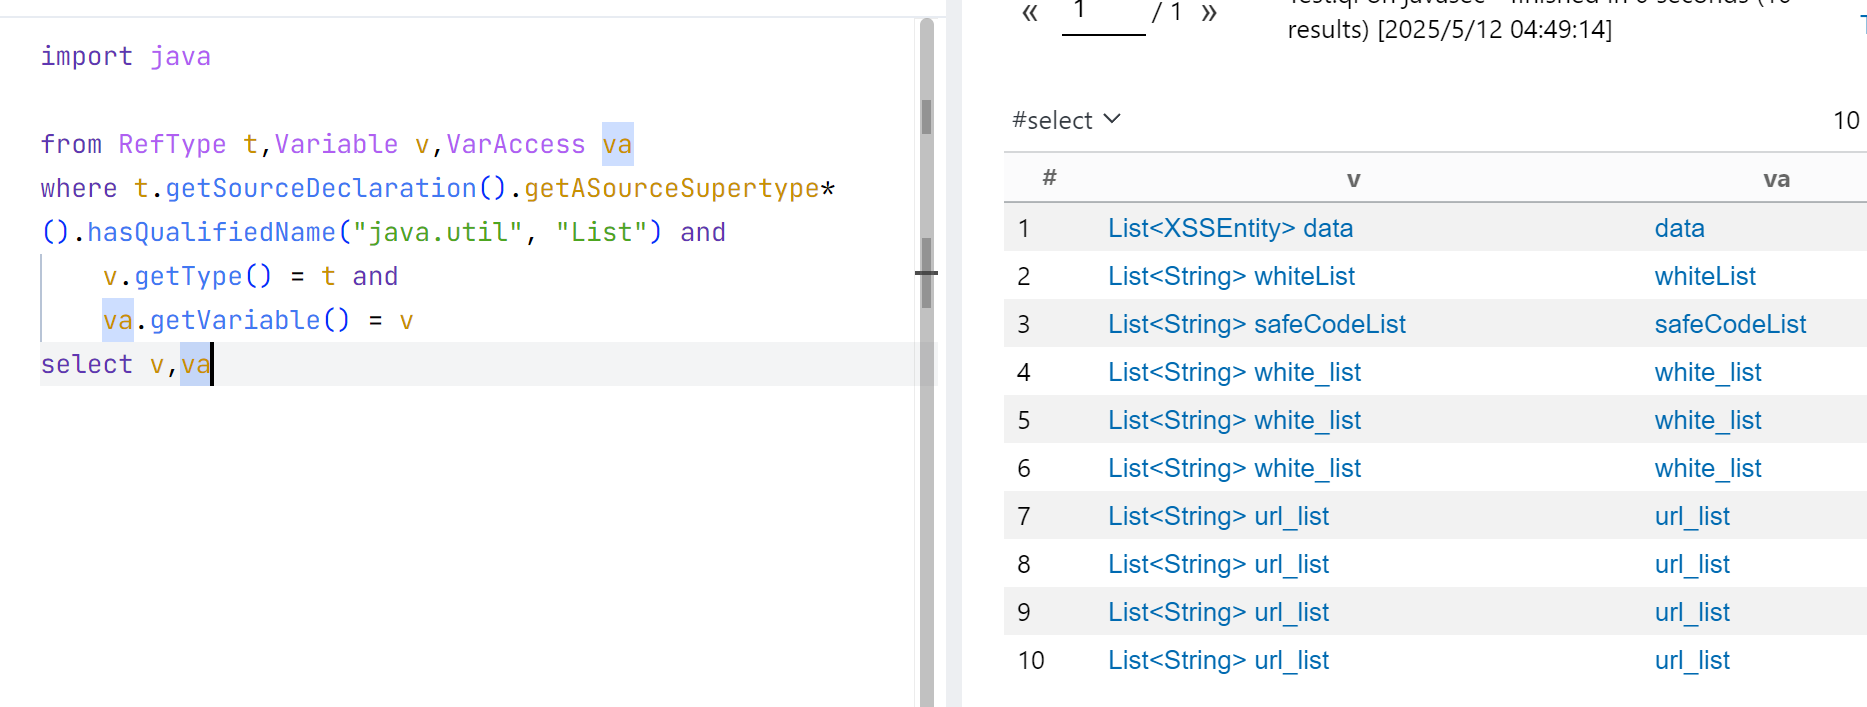 import java
from RefType t,Variable v,VarAccess va
where t.getSourceDeclaration().getASourceSupertype*
().hasQualifiedName("java.util", "List") and
v.getType() = t and
va.getVariable() = v
select v,va
« 1 / 1 »
results) [2025/5/12 04:49:14]
#select 10
# v va
1 List<XSSEntity> data data
2 List<String> whiteList whiteList
3 List<String> safeCodeList safeCodeList
4 List<String> white_list white_list
5 List<String> white_list white_list
6 List<String> white_list white_list
7 List<String> url_list url_list
8 List<String> url_list url_list
9 List<String> url_list url_list
10 List<String> url_list url_list